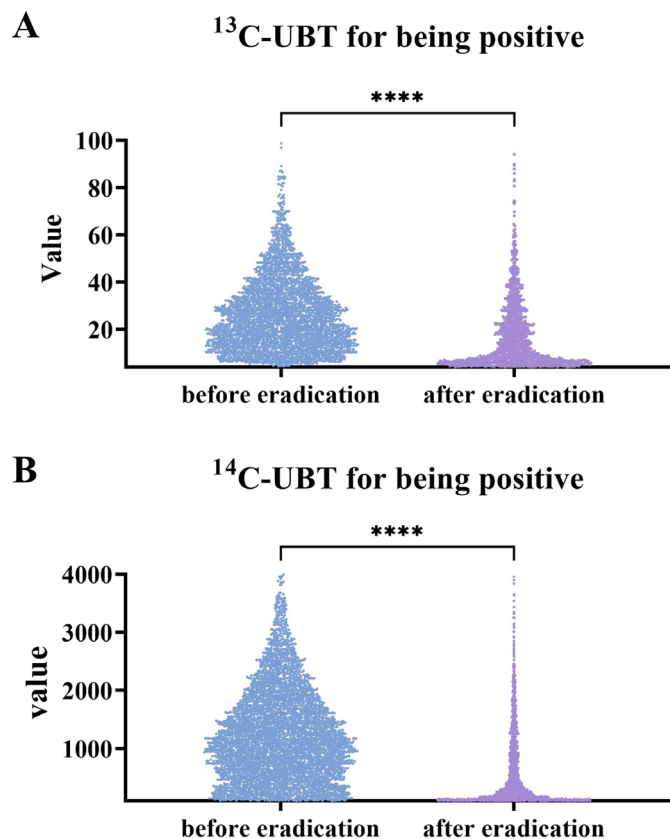 A
¹³C-UBT for being positive
****
100
80
60
40
20
Value
before eradication
after eradication
B
¹⁴C-UBT for being positive
****
4000
3000
2000
1000
value
before eradication
after eradication